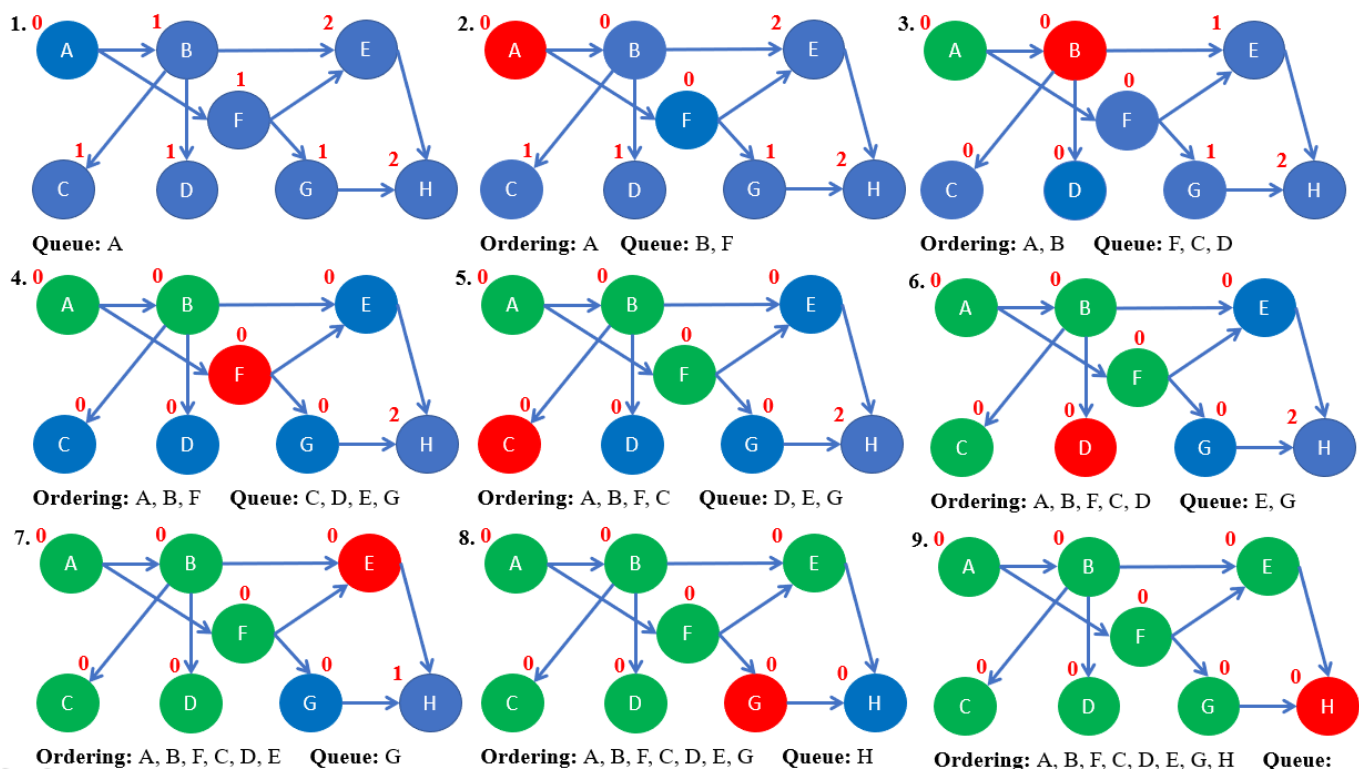 1. 0 1 2 2. 0 0 2 3. 0 0 1
A B E A B E A B E
1 0 0
F F F
1 1 1 2 1 1 1 2 0 0 1 2
C D G H C D G H C D G H
Queue: A Ordering: A Queue: B, F Ordering: A, B Queue: F, C, D
4. 0 0 0 5. 0 0 0 6. 0 0 0
A B E A B E A B E
0 0 0
F F F
0 0 0 2 0 0 0 2 0 0 0 2
C D G H C D G H C D G H
Ordering: A, B, F Queue: C, D, E, G Ordering: A, B, F, C Queue: D, E, G Ordering: A, B, F, C, D Queue: E, G
7. 0 0 0 8. 0 0 0 9. 0 0 0
A B E A B E A B E
0 0 0
F F F
0 0 0 1 0 0 0 0 0 0 0 0
C D G H C D G H C D G H
Ordering: A, B, F, C, D, E Queue: G Ordering: A, B, F, C, D, E, G Queue: H Ordering: A, B, F, C, D, E, G, H Queue: